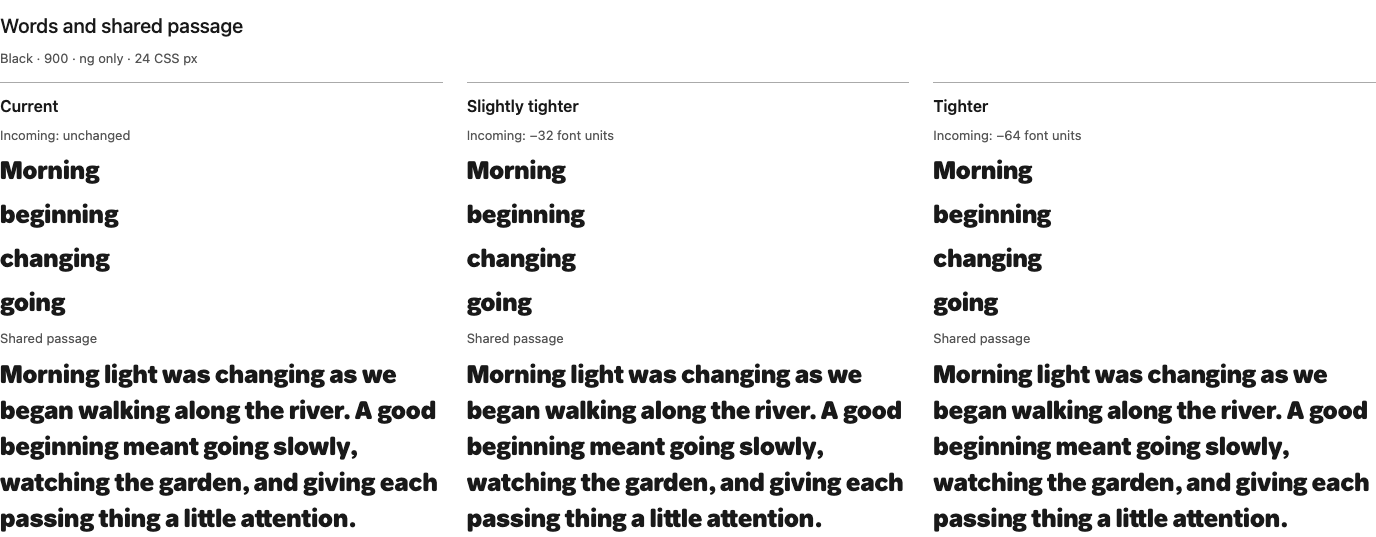 Words and shared passage
Black · 900 · ng only · 24 CSS px
Current
Incoming: unchanged
Morning
beginning
changing
going
Shared passage
Morning light was changing as we
began walking along the river. A good
beginning meant going slowly,
watching the garden, and giving each
passing thing a little attention.
Slightly tighter
Incoming: −32 font units
Morning
beginning
changing
going
Shared passage
Morning light was changing as we
began walking along the river. A good
beginning meant going slowly,
watching the garden, and giving each
passing thing a little attention.
Tighter
Incoming: −64 font units
Morning
beginning
changing
going
Shared passage
Morning light was changing as we
began walking along the river. A good
beginning meant going slowly,
watching the garden, and giving each
passing thing a little attention.